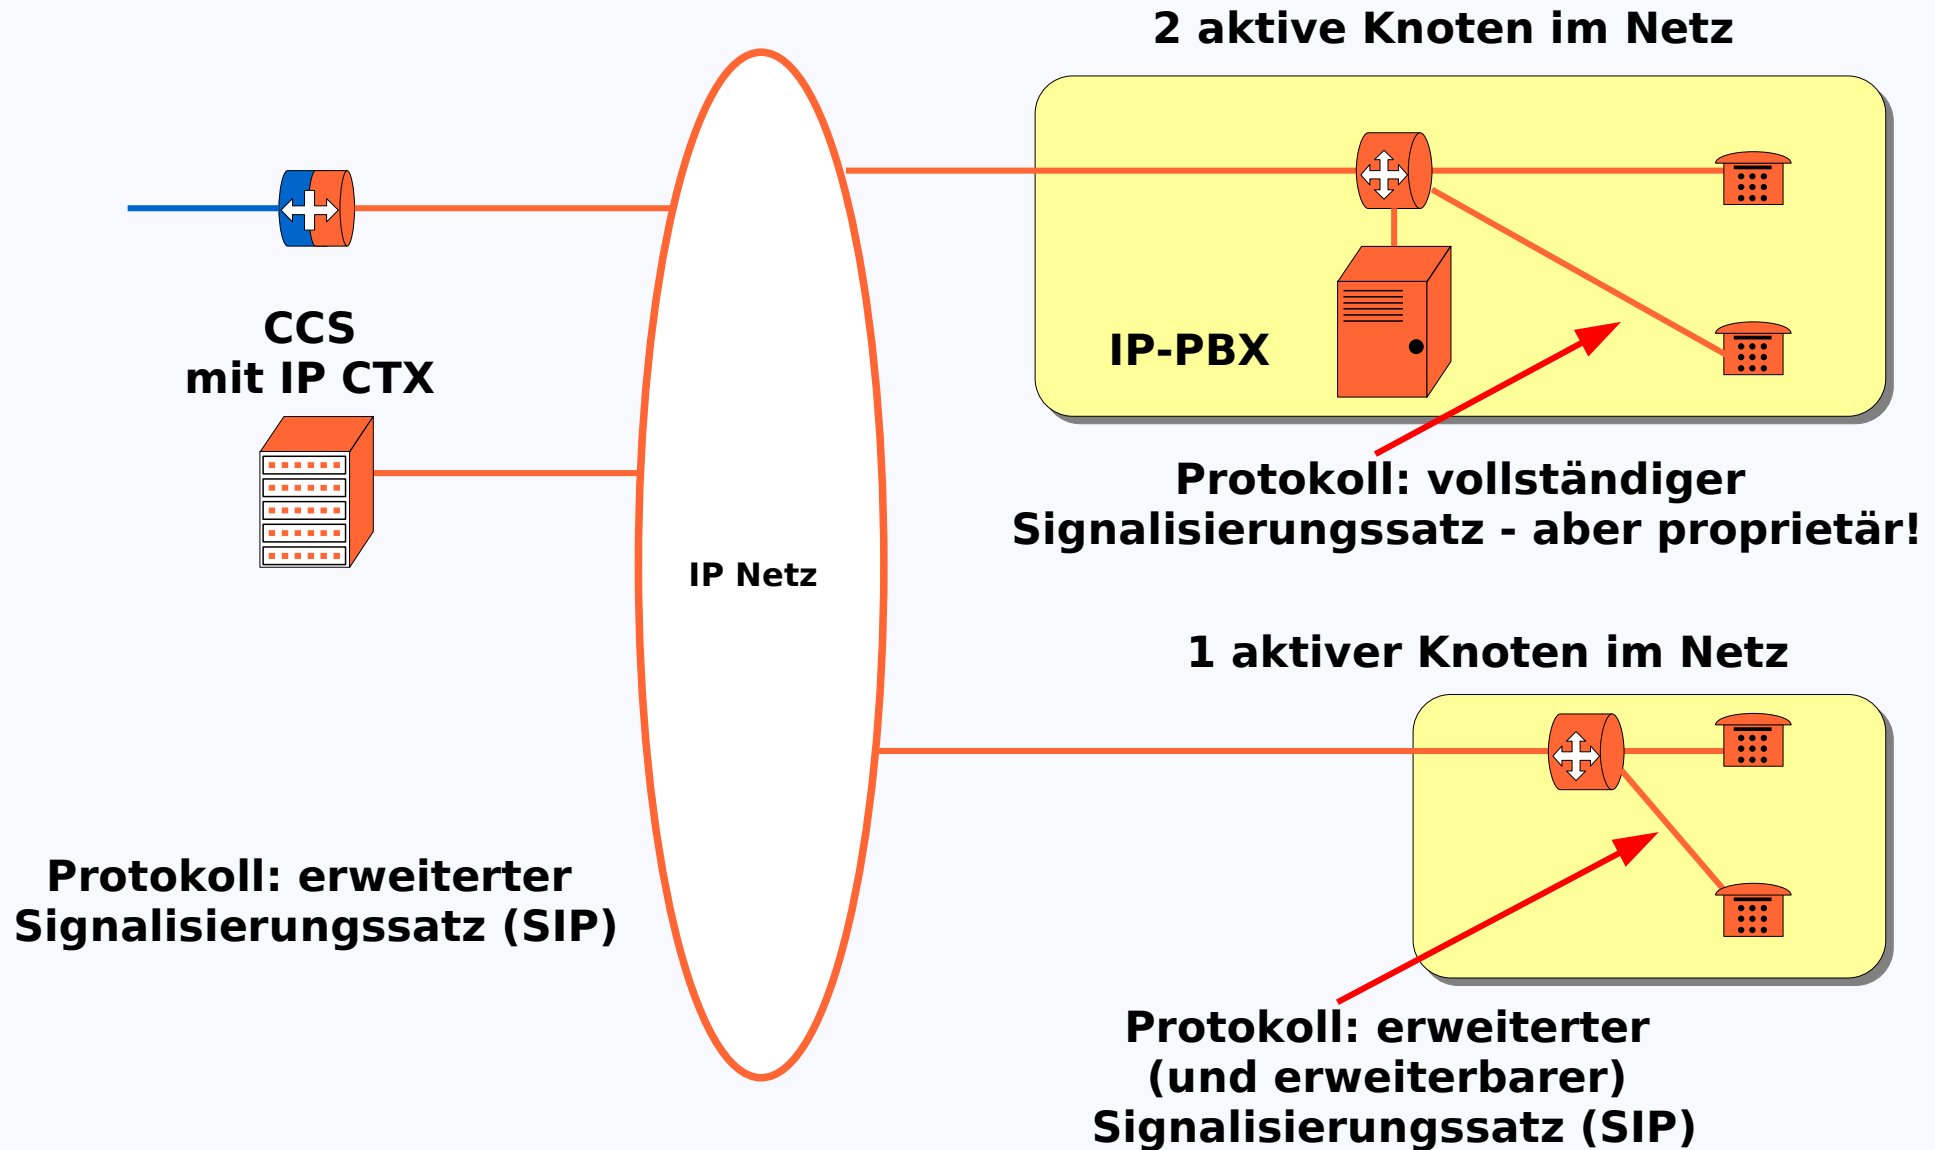 2 aktive Knoten im Netz
CCS
mit IP CTX
IP-PBX
Protokoll: vollständiger
Signalisierungssatz - aber proprietär!
IP Netz
1 aktiver Knoten im Netz
Protokoll: erweiterter
Signalisierungssatz (SIP)
Protokoll: erweiterter
(und erweiterbarer)
Signalisierungssatz (SIP)